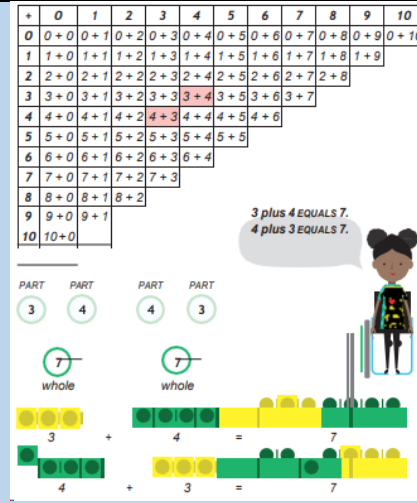 + 0 1 2 3 4 5 6 7 8 9 10
0 0 + 0 0 + 1 0 + 2 0 + 3 0 + 4 0 + 5 0 + 6 0 + 7 0 + 8 0 + 9 0 + 10
1 1 + 0 1 + 1 1 + 2 1 + 3 1 + 4 1 + 5 1 + 6 1 + 7 1 + 8 1 + 9
2 2 + 0 2 + 1 2 + 2 2 + 3 2 + 4 2 + 5 2 + 6 2 + 7 2 + 8
3 3 + 0 3 + 1 3 + 2 3 + 3 3 + 4 3 + 5 3 + 6 3 + 7
4 4 + 0 4 + 1 4 + 2 4 + 3 4 + 4 4 + 5 4 + 6
5 5 + 0 5 + 1 5 + 2 5 + 3 5 + 4 5 + 5
6 6 + 0 6 + 1 6 + 2 6 + 3 6 + 4
7 7 + 0 7 + 1 7 + 2 7 + 3
8 8 + 0 8 + 1 8 + 2
9 9 + 0 9 + 1
10 10+0
3 plus 4 EQUALS 7.
4 plus 3 EQUALS 7.
PART PART PART PART
3 4 4 3
7 7
whole whole
3 + 4 = 7
4 + 3 = 7